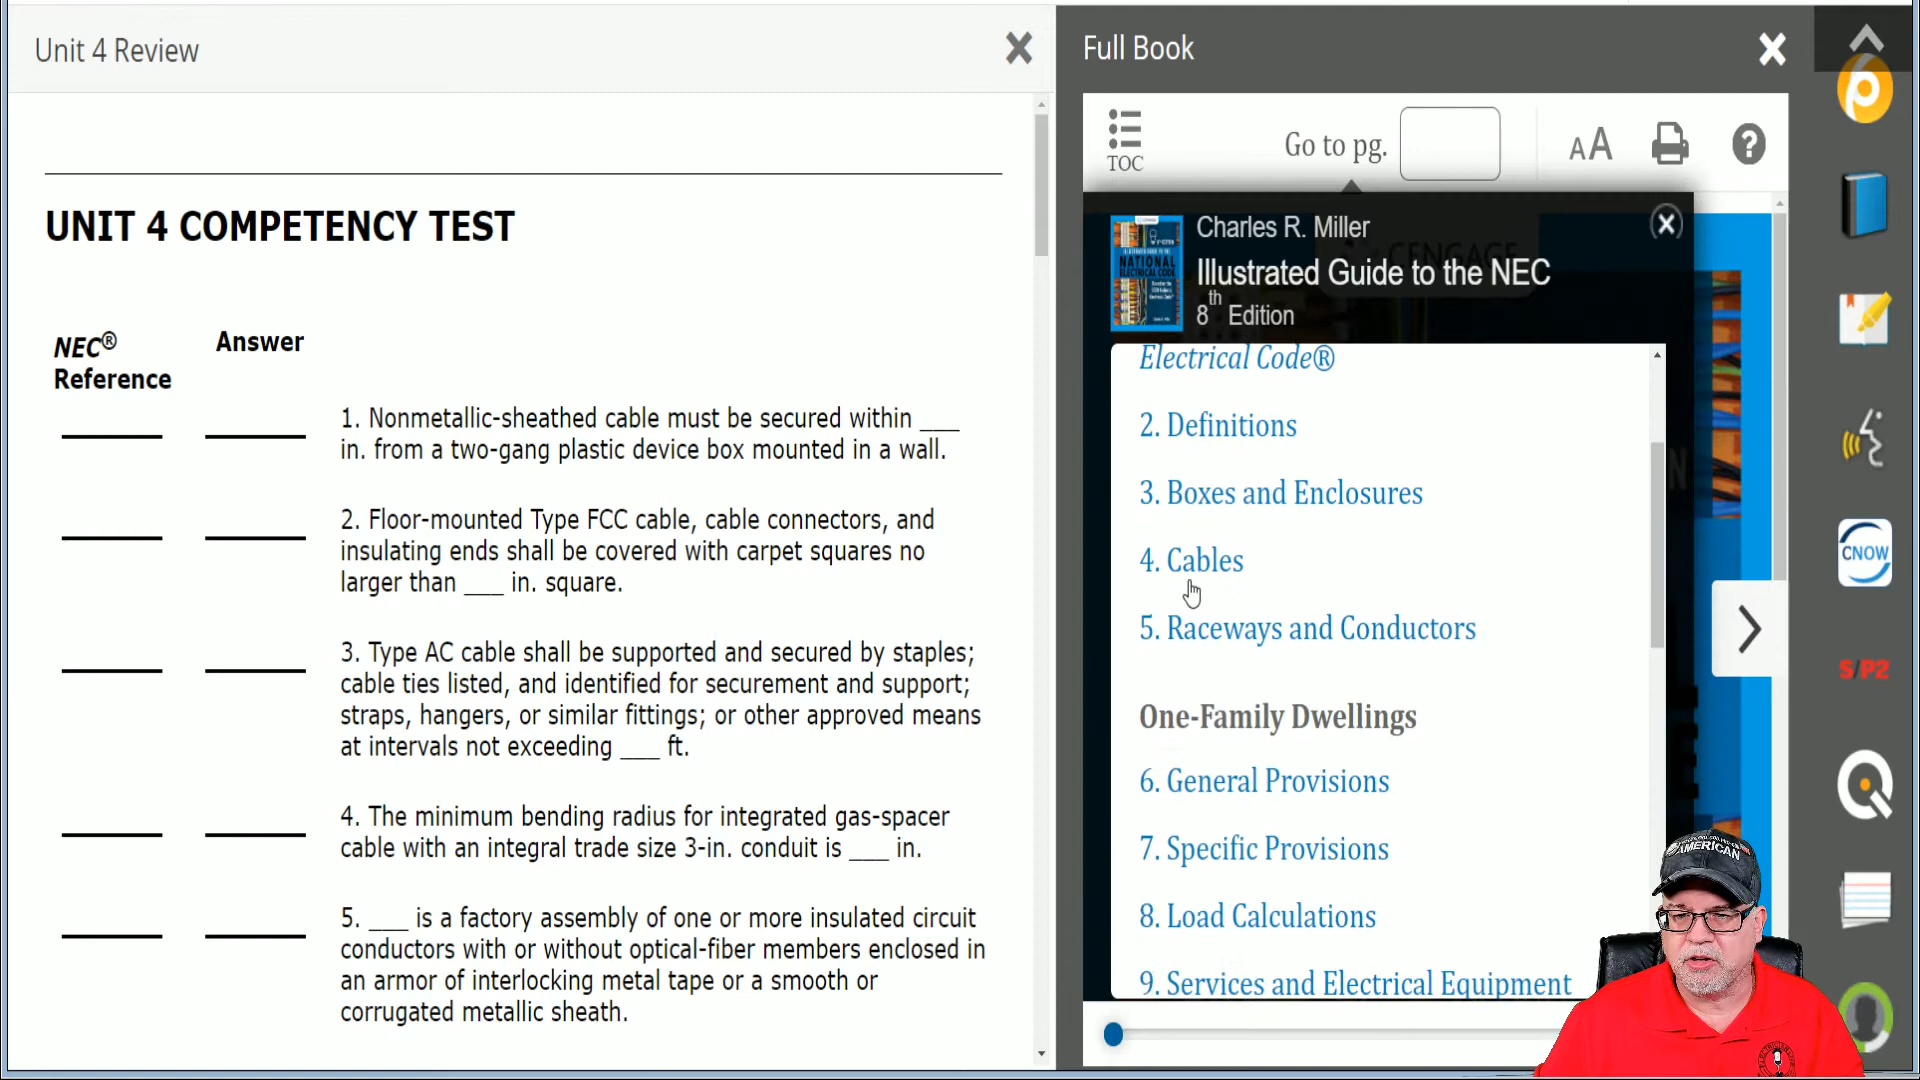 Unit 4 Review
UNIT 4 COMPETENCY TEST
NEC®
Reference
Answer
1. Nonmetallic-sheathed cable must be secured within ___
in. from a two-gang plastic device box mounted in a wall.
2. Floor-mounted Type FCC cable, cable connectors, and
insulating ends shall be covered with carpet squares no
larger than ___ in. square.
3. Type AC cable shall be supported and secured by staples;
cable ties listed, and identified for securement and support;
straps, hangers, or similar fittings; or other approved means
at intervals not exceeding ___ ft.
4. The minimum bending radius for integrated gas-spacer
cable with an integral trade size 3-in. conduit is ___ in.
5. ___ is a factory assembly of one or more insulated circuit
conductors with or without optical-fiber members enclosed in
an armor of interlocking metal tape or a smooth or
corrugated metallic sheath.
Full Book
TOC
Go to pg.
AA
?
Charles R. Miller
CENGAGE
Illustrated Guide to the NEC
8th Edition
NATIONAL
ELECTRICAL CODE
Electrical Code®
2. Definitions
3. Boxes and Enclosures
4. Cables
5. Raceways and Conductors
One-Family Dwellings
6. General Provisions
7. Specific Provisions
8. Load Calculations
9. Services and Electrical Equipment
CNOW
S/P2
AMERICAN